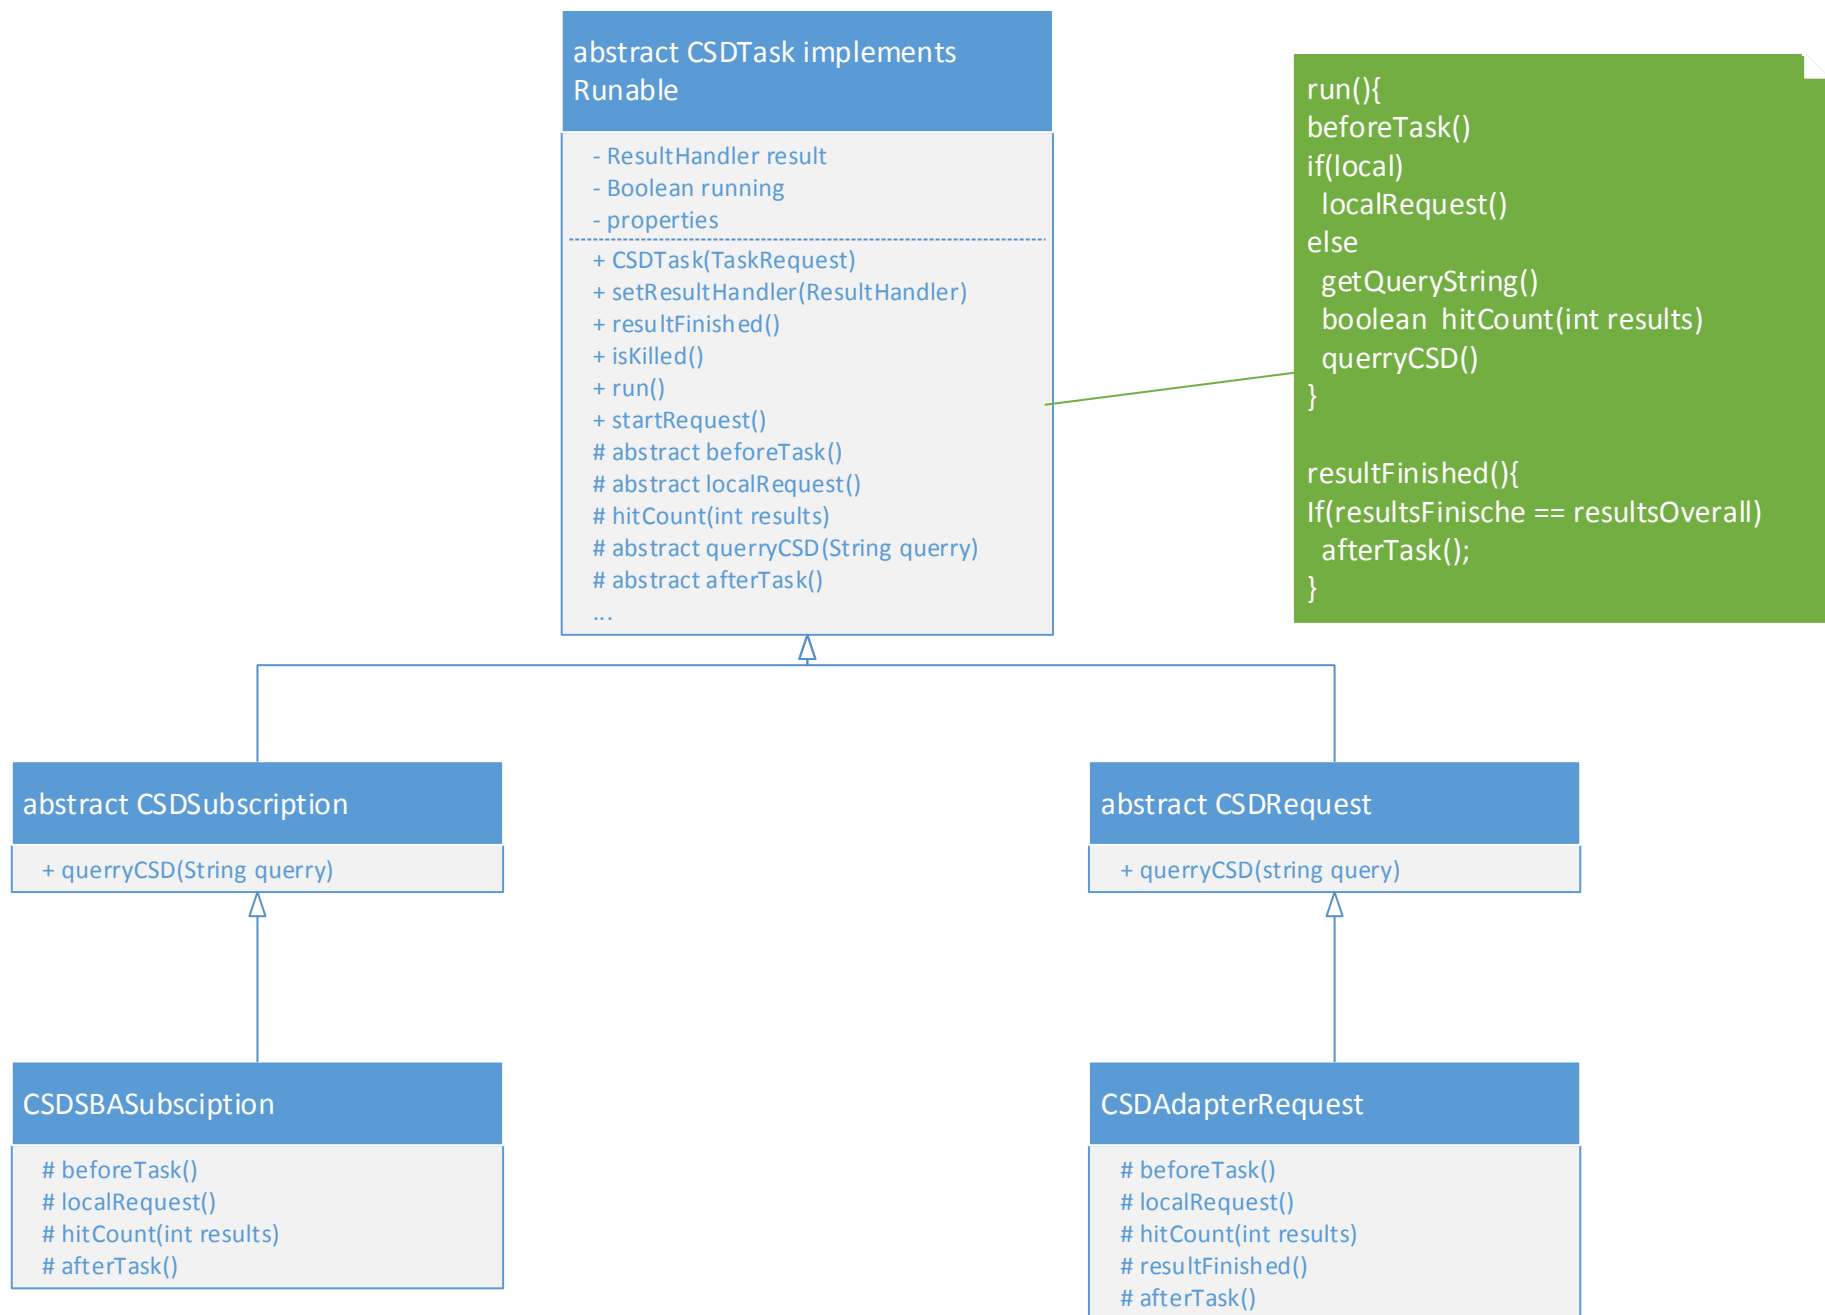 abstract CSDTask implements
Runable
- ResultHandler result
- Boolean running
- properties
+ CSDTask(TaskRequest)
+ setResultHandler(ResultHandler)
+ resultFinished()
+ isKilled()
+ run()
+ startRequest()
# abstract beforeTask()
# abstract localRequest()
# hitCount(int results)
# abstract querryCSD(String querry)
# abstract afterTask()
...
run(){
beforeTask()
if(local)
localRequest()
else
getQueryString()
boolean hitCount(int results)
querryCSD()
}
resultFinished(){
If(resultsFinische == resultsOverall)
afterTask();
}
abstract CSDSubscription
+ querryCSD(String querry)
abstract CSDRequest
+ querryCSD(string query)
CSDSBASubsciption
# beforeTask()
# localRequest()
# hitCount(int results)
# afterTask()
CSDAdapterRequest
# beforeTask()
# localRequest()
# hitCount(int results)
# resultFinished()
# afterTask()